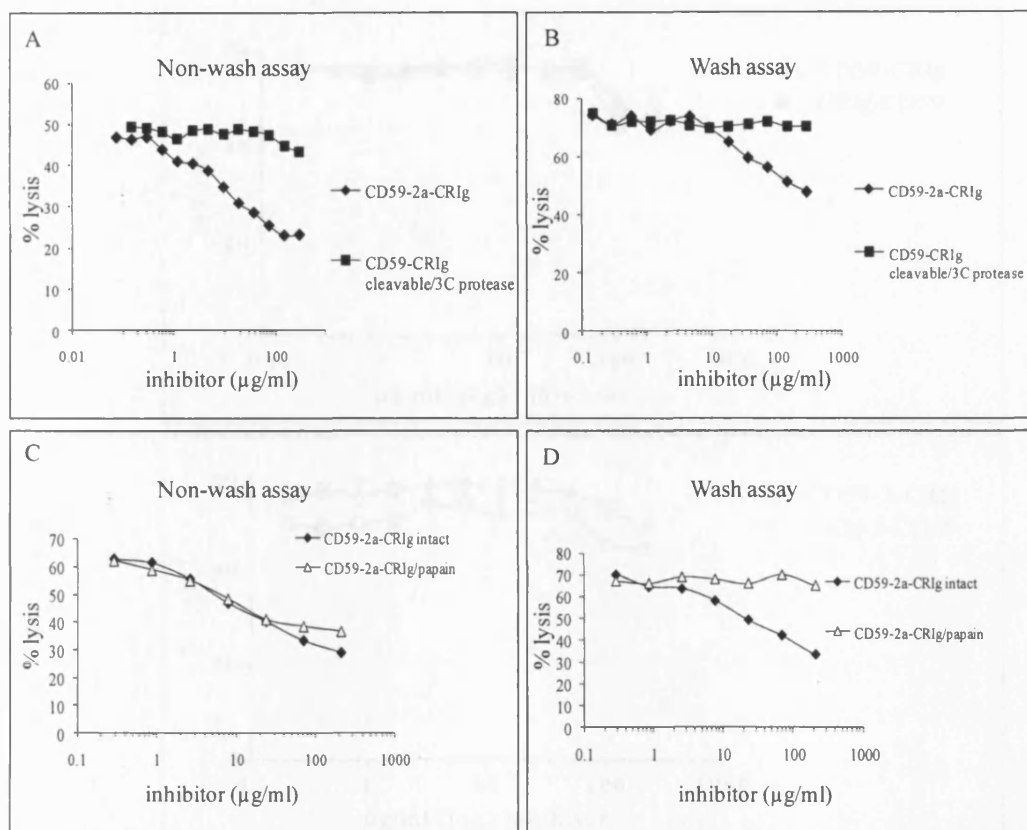 A
Non-wash assay
60
50
40
30
20
10
0
% lysis
0.01
1
100
inhibitor (µg/ml)
CD59-2a-CRIg
CD59-CRIg
cleavable/3C protease
B
Wash assay
80
60
40
20
0
% lysis
0.1
1
10
100
1000
inhibitor (µg/ml)
CD59-2a-CRIg
CD59-CRIg
cleavable/3C protease
C
Non-wash assay
70
60
50
40
30
20
10
0
% lysis
0.1
1
10
100
1000
inhibitor (µg/ml)
CD59-2a-CRIg intact
CD59-2a-CRIg/papain
D
Wash assay
80
70
60
50
40
30
20
10
0
% lysis
0.1
1
10
100
1000
inhibitor (µg/ml)
CD59-2a-CRIg intact
CD59-2a-CRIg/papain